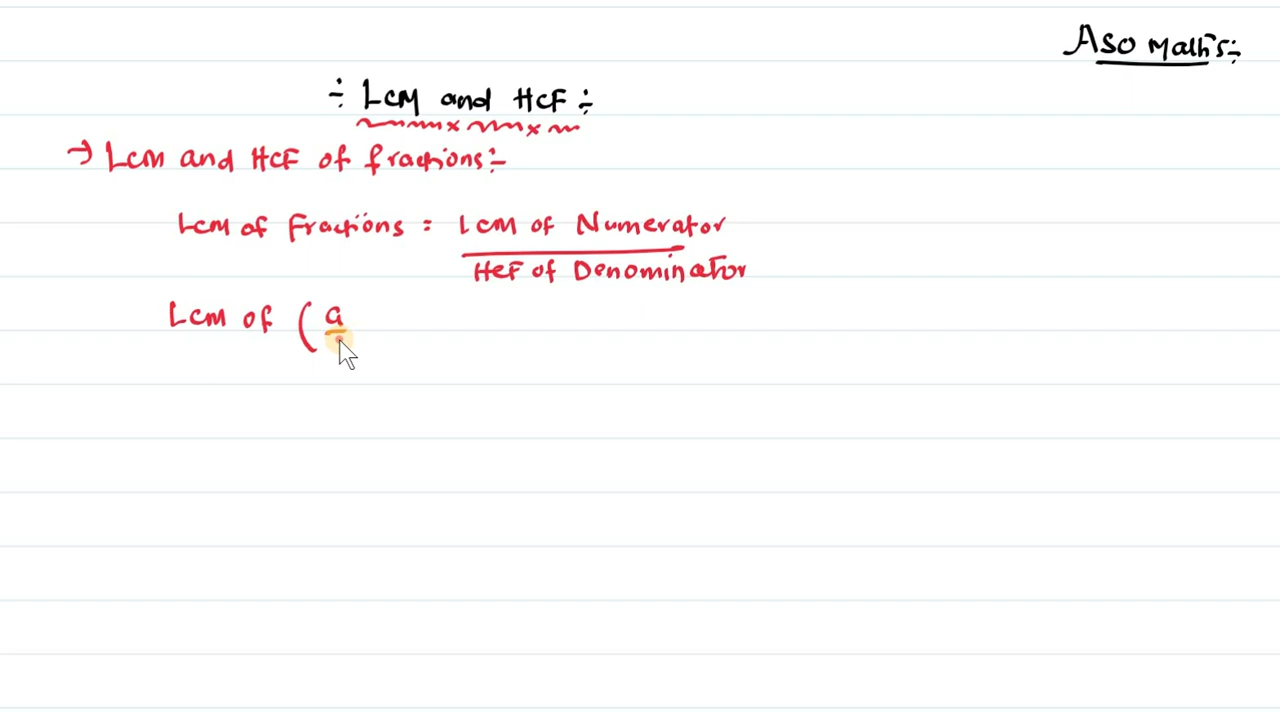 Aso Math's:-
÷ Lcm and HCF ÷
→ Lcm and HCF of fractions:-
Lcm of Fractions = Lcm of Numerator
HCF of Denominator
Lcm of ( a